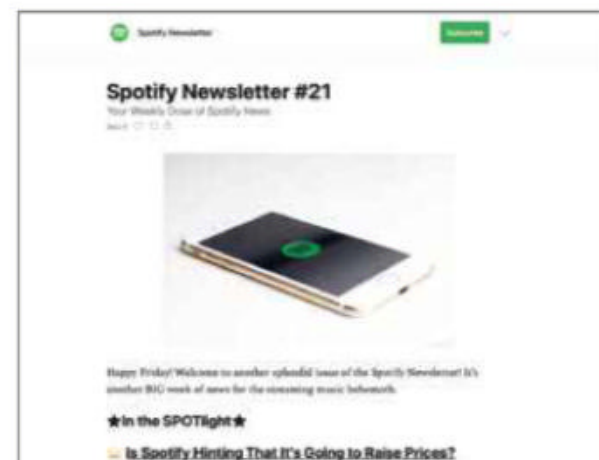 Spotify Newsletter
Subscribe
Spotify Newsletter #21
Your Weekly Dose of Spotify News
Happy Friday! Welcome to another splendid issue of the Spotify Newsletter! It's
another BIG week of news for the streaming music behemoth.
★In the SPOTlight★
Is Spotify Hinting That It's Going to Raise Prices?